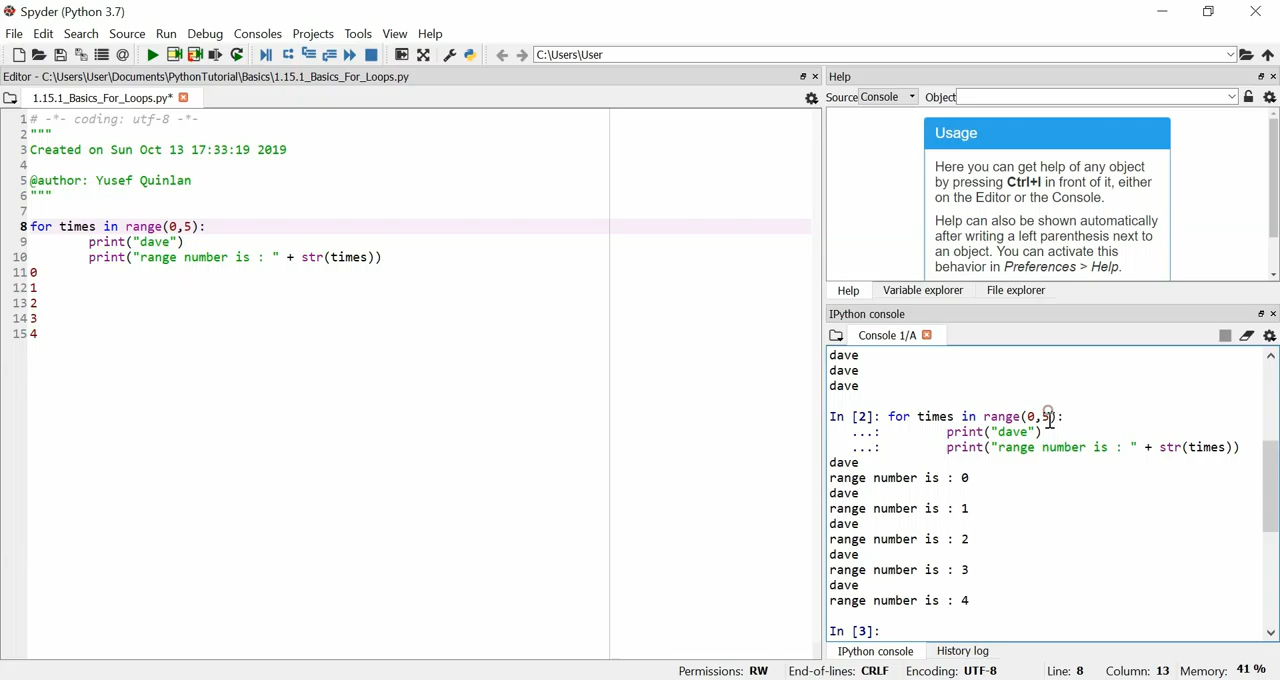 Spyder (Python 3.7)
File Edit Search Source Run Debug Consoles Projects Tools View Help
C:\Users\User
Editor - C:\Users\User\Documents\PythonTutorial\Basics\1.15.1_Basics_For_Loops.py
Help
1.15.1_Basics_For_Loops.py*
Source Console Object
1 # -*- coding: utf-8 -*-
2 """
3 Created on Sun Oct 13 17:33:19 2019
4
5 @author: Yusef Quinlan
6 """
7
8 for times in range(0,5):
9 print("dave")
10 print("range number is : " + str(times))
11 0
12 1
13 2
14 3
15 4
Usage
Here you can get help of any object
by pressing Ctrl+I in front of it, either
on the Editor or the Console.
Help can also be shown automatically
after writing a left parenthesis next to
an object. You can activate this
behavior in Preferences > Help.
Help Variable explorer File explorer
IPython console
Console 1/A
dave
dave
dave
In [2]: for times in range(0,5):
...: print("dave")
...: print("range number is : " + str(times))
dave
range number is : 0
dave
range number is : 1
dave
range number is : 2
dave
range number is : 3
dave
range number is : 4
In [3]:
IPython console History log
Permissions: RW End-of-lines: CRLF Encoding: UTF-8 Line: 8 Column: 13 Memory: 41 %